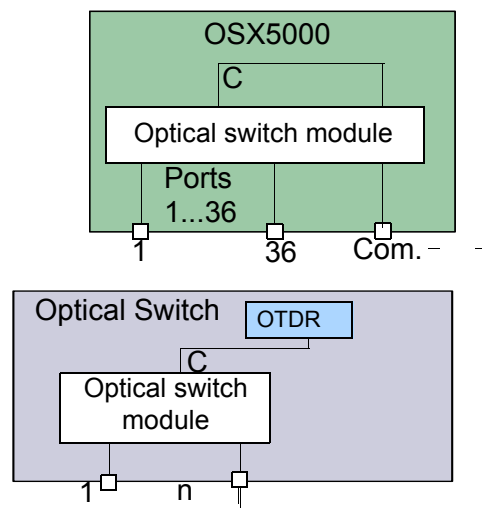 OSX5000
C
Optical switch module
Ports
1...36
1 36 Com.
Optical Switch OTDR
C
Optical switch
module
1 n